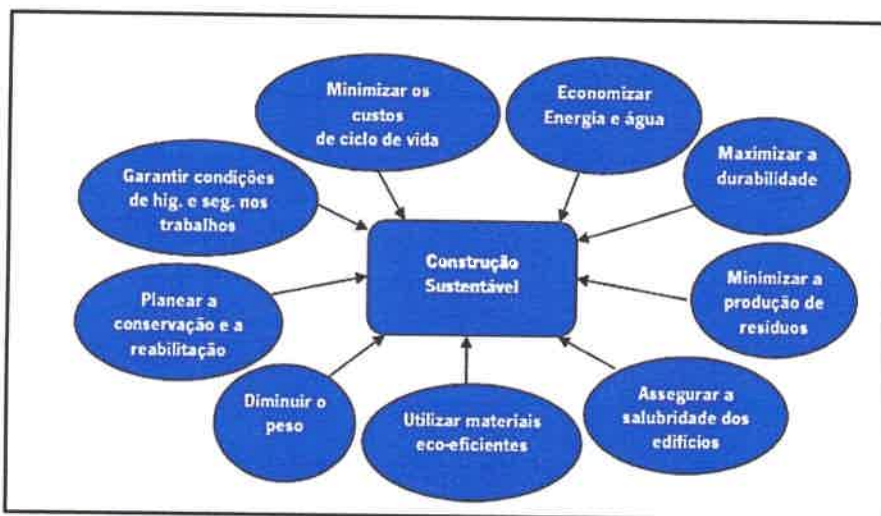 Minimizar os
custos
de ciclo de vida
Economizar
Energia e água
Maximizar a
durabilidade
Garantir condições
de hig. e seg. nos
trabalhos
Construção
Sustentável
Minimizar a
produção de
resíduos
Planear a
conservação e a
reabilitação
Diminuir o
peso
Utilizar materiais
eco-eficientes
Assegurar a
salubridade dos
edifícios